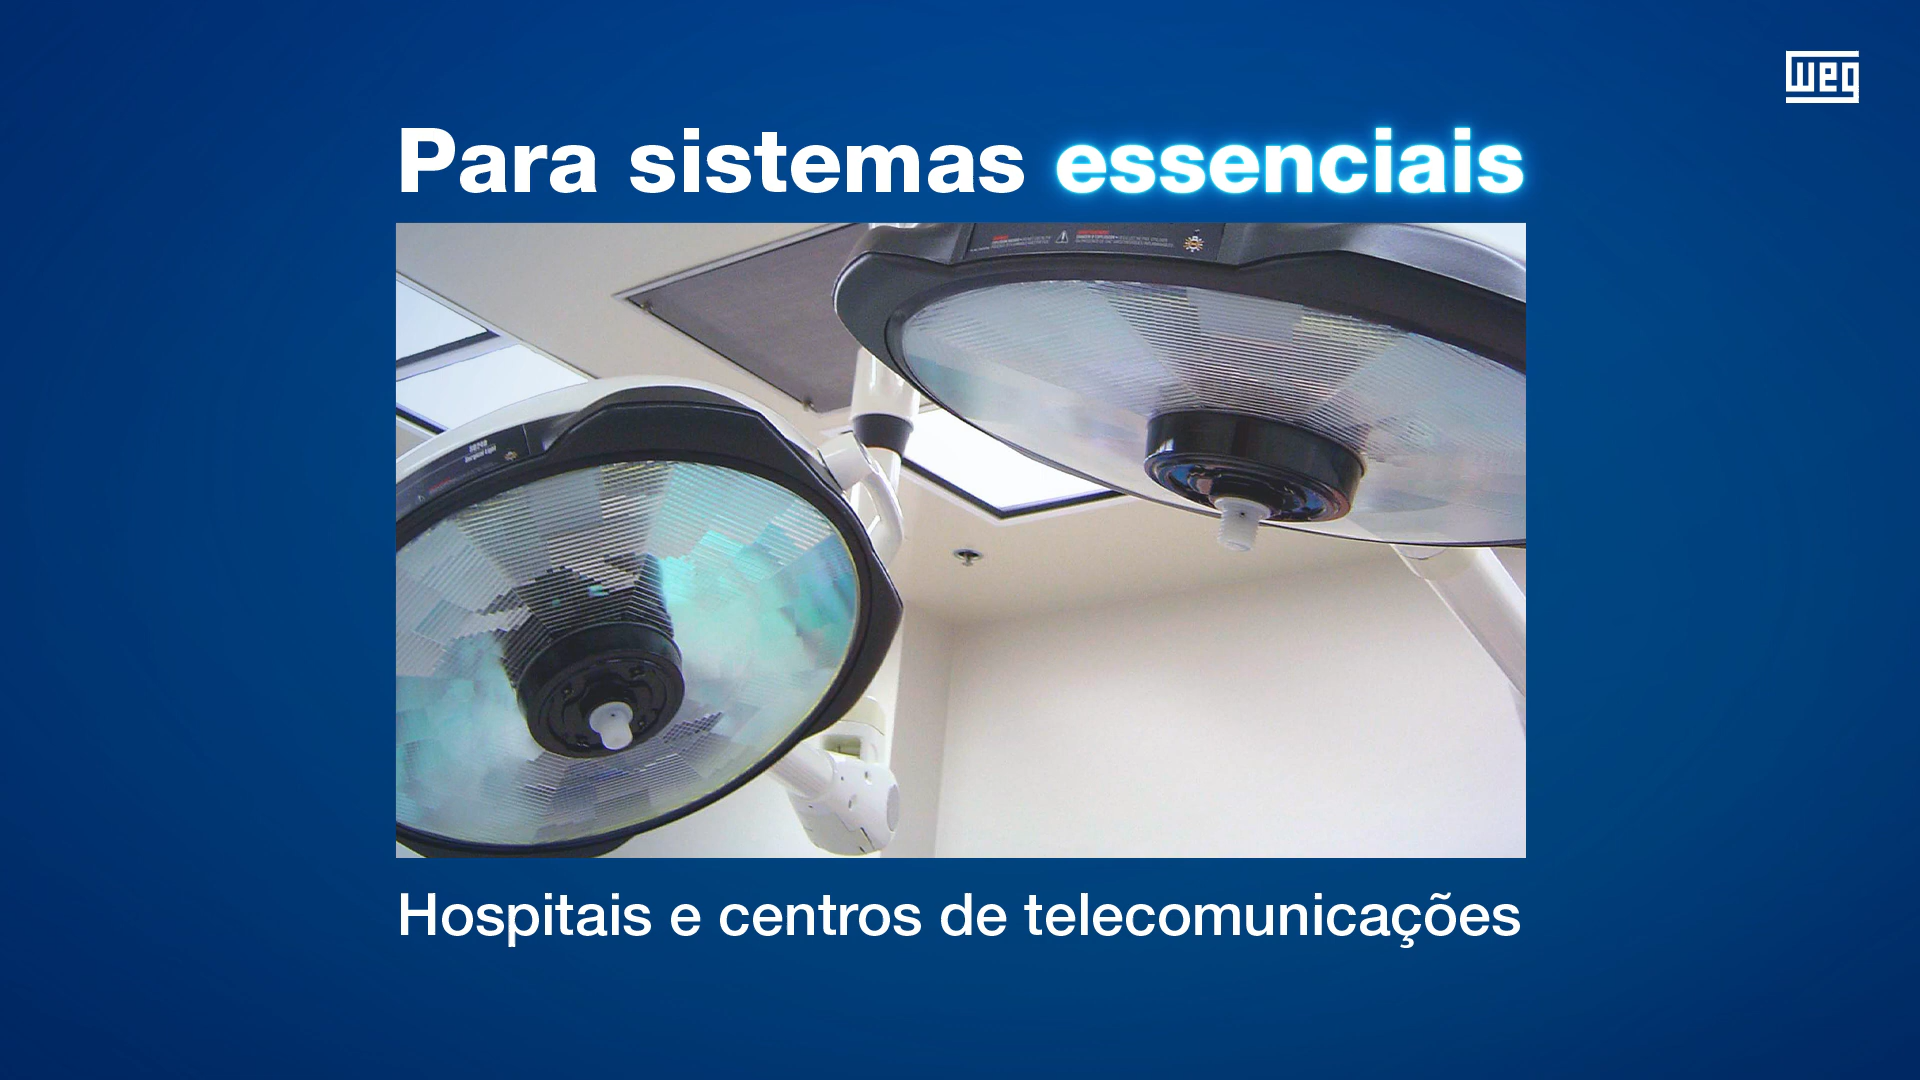 weg
Para sistemas essenciais
Hospitais e centros de telecomunicações